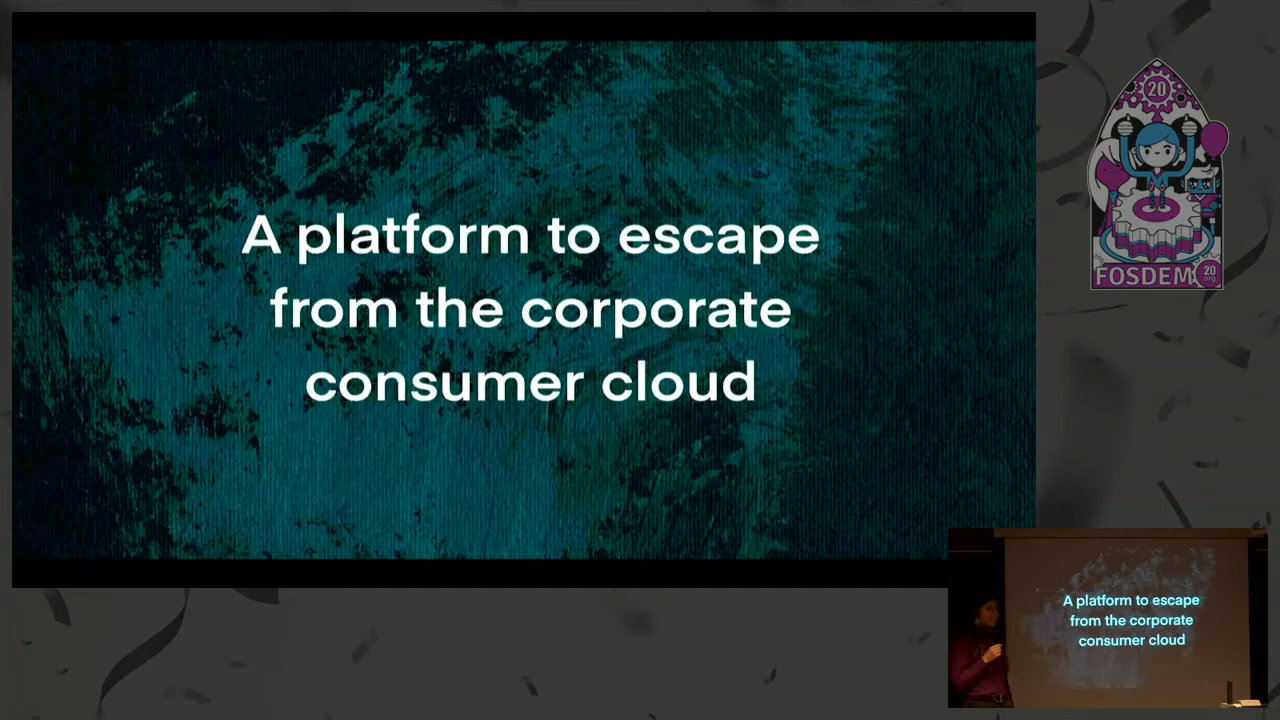 A platform to escape
from the corporate
consumer cloud
20
FOSDEM
20
org
A platform to escape
from the corporate
consumer cloud